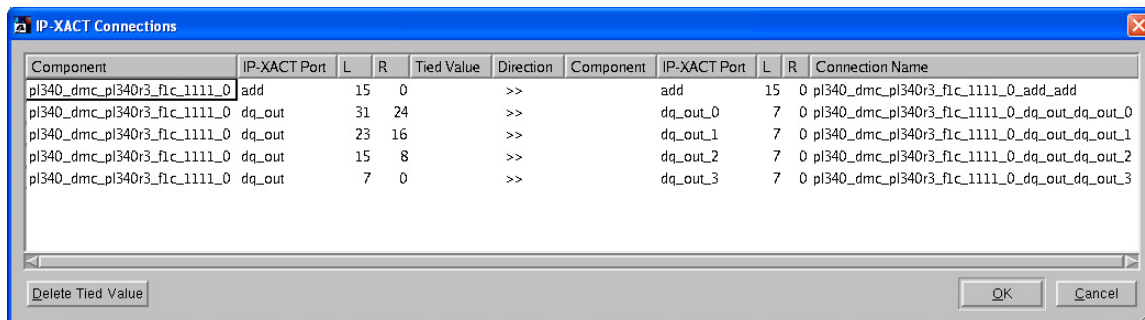 IP-XACT Connections
Component IP-XACT Port L R Tied Value Direction Component IP-XACT Port L R Connection Name
pl340_dmc_pl340r3_f1c_1111_0 add 15 0 >> add 15 0 pl340_dmc_pl340r3_f1c_1111_0_add_add
pl340_dmc_pl340r3_f1c_1111_0 dq_out 31 24 >> dq_out_0 7 0 pl340_dmc_pl340r3_f1c_1111_0_dq_out_dq_out_0
pl340_dmc_pl340r3_f1c_1111_0 dq_out 23 16 >> dq_out_1 7 0 pl340_dmc_pl340r3_f1c_1111_0_dq_out_dq_out_1
pl340_dmc_pl340r3_f1c_1111_0 dq_out 15 8 >> dq_out_2 7 0 pl340_dmc_pl340r3_f1c_1111_0_dq_out_dq_out_2
pl340_dmc_pl340r3_f1c_1111_0 dq_out 7 0 >> dq_out_3 7 0 pl340_dmc_pl340r3_f1c_1111_0_dq_out_dq_out_3
Delete Tied Value OK Cancel